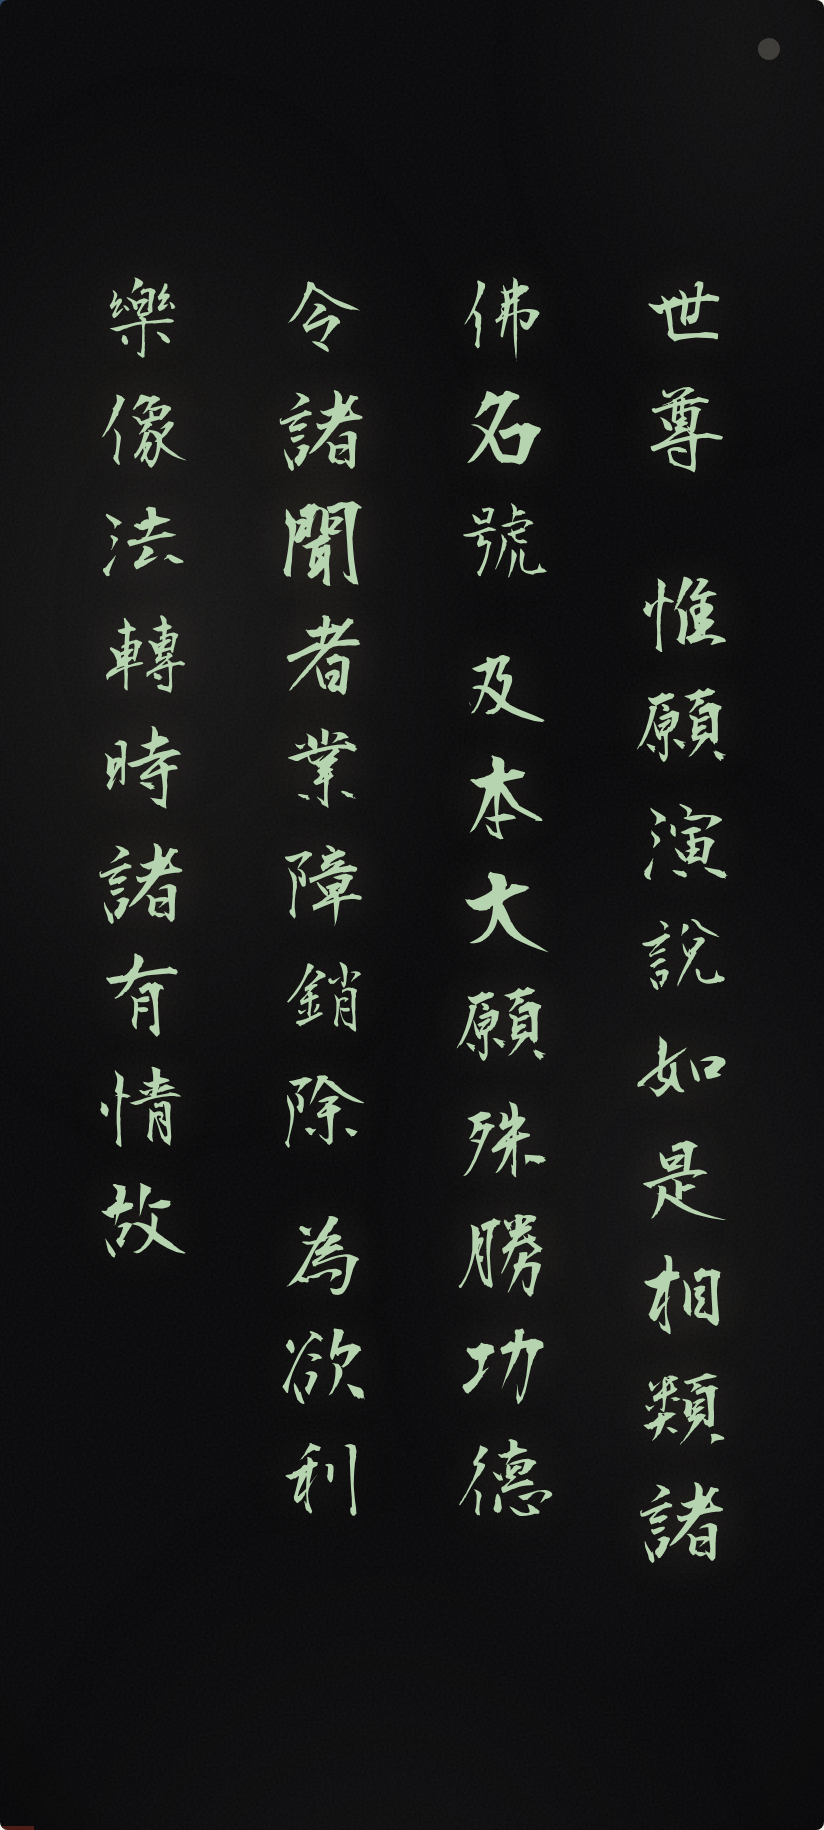 世尊 惟願演說如是相類諸
佛名號 及本大願殊勝功德
令諸聞者業障銷除 為欲利
樂像法轉時諸有情故